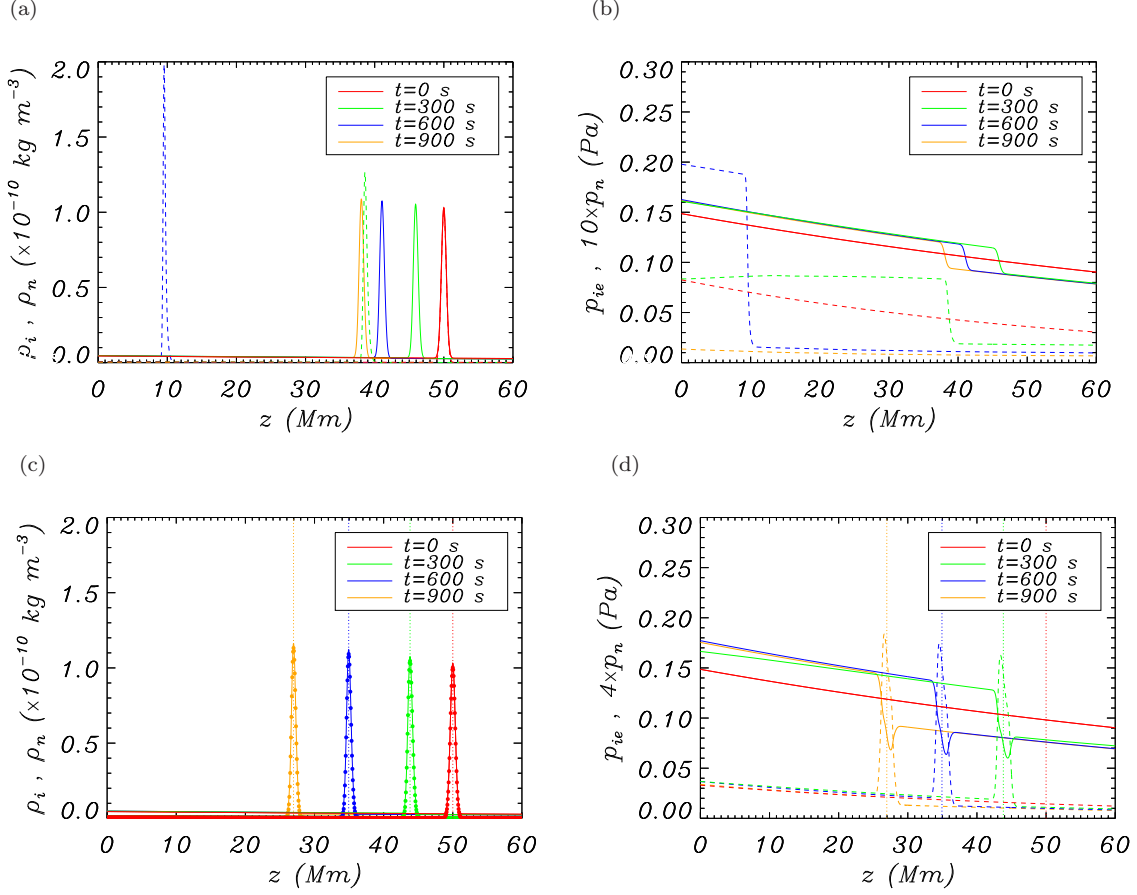 (a)
2.0
1.5
1.0
0.5
0.0
ρi , ρn (×10−10 kg m−3)
t=0 s
t=300 s
t=600 s
t=900 s
0 10 20 30 40 50 60
z (Mm)
(b)
0.30
0.25
0.20
0.15
0.10
0.05
0.00
pie , 10×pn (Pa)
t=0 s
t=300 s
t=600 s
t=900 s
0 10 20 30 40 50 60
z (Mm)
(c)
2.0
1.5
1.0
0.5
0.0
ρi , ρn (×10−10 kg m−3)
t=0 s
t=300 s
t=600 s
t=900 s
0 10 20 30 40 50 60
z (Mm)
(d)
0.30
0.25
0.20
0.15
0.10
0.05
0.00
pie , 4×pn (Pa)
t=0 s
t=300 s
t=600 s
t=900 s
0 10 20 30 40 50 60
z (Mm)